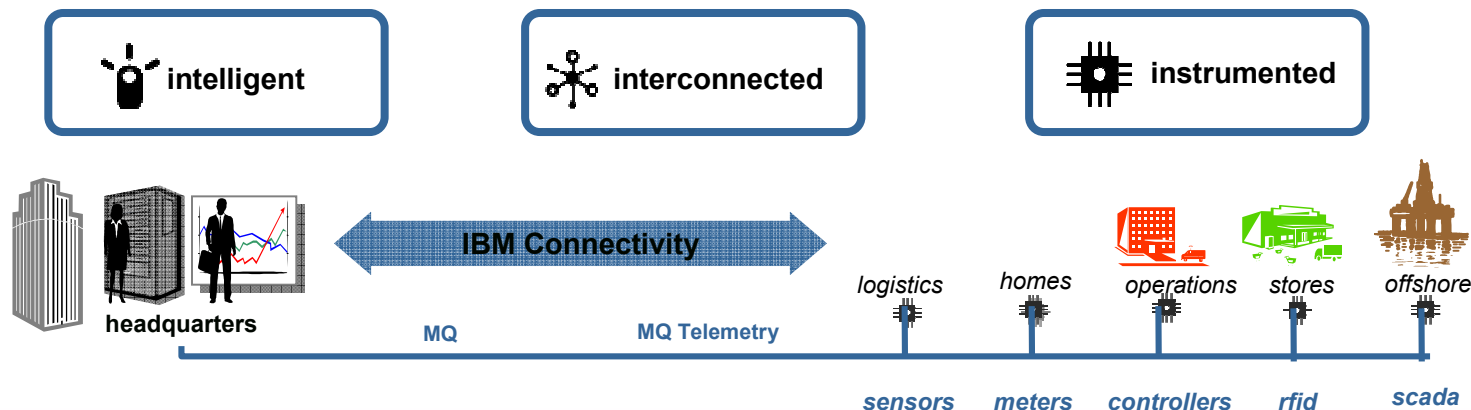 intelligent
interconnected
instrumented
IBM Connectivity
logistics
homes
operations
stores
offshore
headquarters
MQ
MQ Telemetry
sensors
meters
controllers
rfid
scada